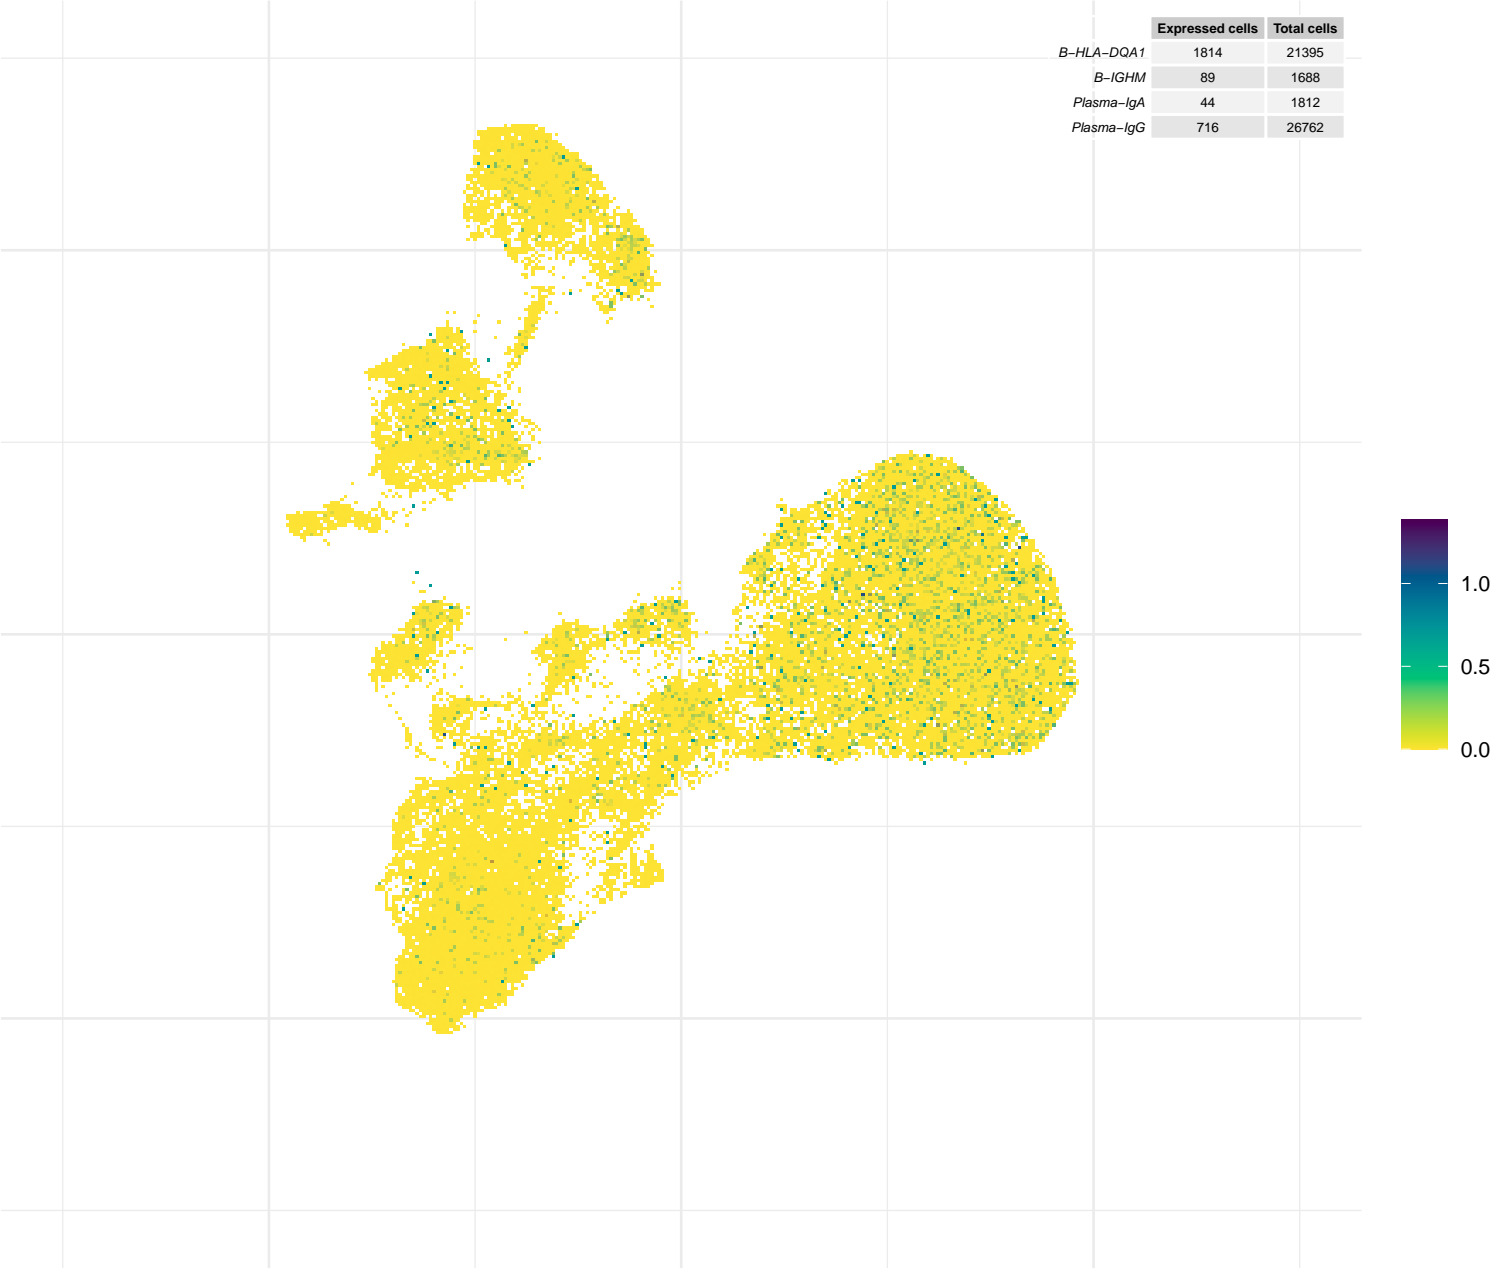 Expressed cells Total cells
B−HLA−DQA1 1814 21395
B−IGHM 89 1688
Plasma−IgA 44 1812
Plasma−IgG 716 26762
1.0
0.5
0.0